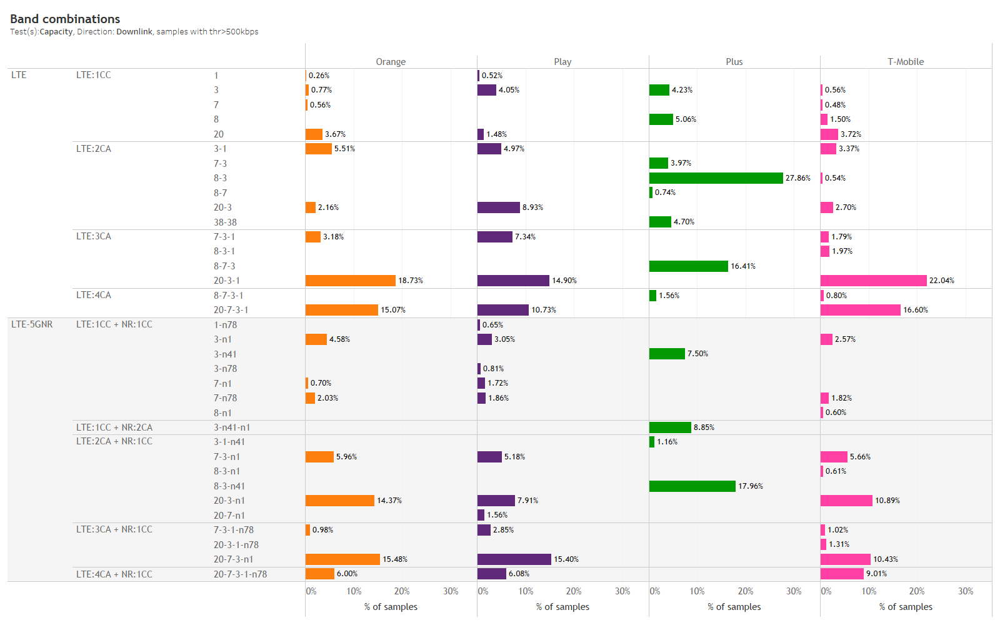 Band combinations
Test(s):Capacity, Direction: Downlink, samples with thr>500kbps
Orange Play Plus T-Mobile
LTE LTE:1CC 1 0.26% 0.52%
3 0.77% 4.05% 4.23% 0.56%
7 0.56% 0.48%
8 5.06% 1.50%
20 3.67% 1.48% 3.72%
LTE:2CA 3-1 5.51% 4.97% 3.37%
7-3 3.97%
8-3 27.86% 0.54%
8-7 0.74%
20-3 2.16% 8.93% 2.70%
38-38 4.70%
LTE:3CA 7-3-1 3.18% 7.34% 1.79%
8-3-1 1.97%
8-7-3 16.41%
20-3-1 18.73% 14.90% 22.04%
LTE:4CA 8-7-3-1 1.56% 0.80%
20-7-3-1 15.07% 10.73% 16.60%
LTE-5GNR LTE:1CC + NR:1CC 1-n78 0.65%
3-n1 4.58% 3.05% 2.57%
3-n41 7.50%
3-n78 0.81%
7-n1 0.70% 1.72%
7-n78 2.03% 1.86% 1.82%
8-n1 0.60%
LTE:1CC + NR:2CA 3-n41-n1 8.85%
LTE:2CA + NR:1CC 3-1-n41 1.16%
7-3-n1 5.96% 5.18% 5.66%
8-3-n1 0.61%
8-3-n41 17.96%
20-3-n1 14.37% 7.91% 10.89%
20-7-n1 1.56%
LTE:3CA + NR:1CC 7-3-1-n78 0.98% 2.85% 1.02%
20-3-1-n78 1.31%
20-7-3-n1 15.48% 15.40% 10.43%
LTE:4CA + NR:1CC 20-7-3-1-n78 6.00% 6.08% 9.01%
0% 10% 20% 30% 0% 10% 20% 30% 0% 10% 20% 30% 0% 10% 20% 30%
% of samples % of samples % of samples % of samples